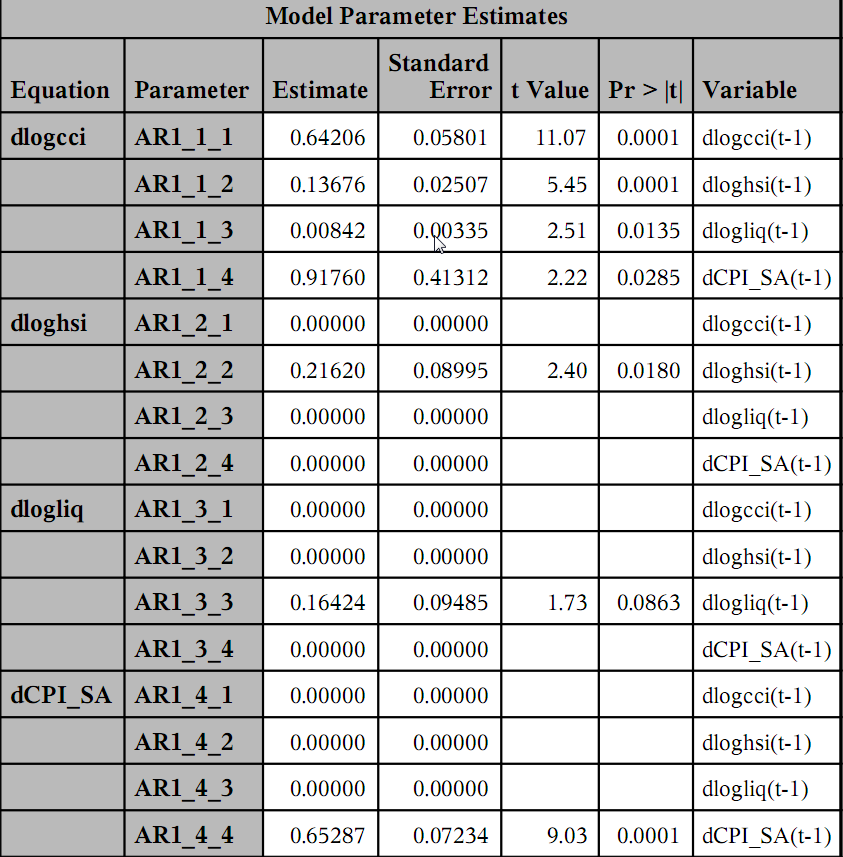 Model Parameter Estimates
Equation Parameter Estimate Standard Error t Value Pr > |t| Variable
dlogcci AR1_1_1 0.64206 0.05801 11.07 0.0001 dlogcci(t-1)
AR1_1_2 0.13676 0.02507 5.45 0.0001 dloghsi(t-1)
AR1_1_3 0.00842 0.00335 2.51 0.0135 dlogliq(t-1)
AR1_1_4 0.91760 0.41312 2.22 0.0285 dCPI_SA(t-1)
dloghsi AR1_2_1 0.00000 0.00000 dlogcci(t-1)
AR1_2_2 0.21620 0.08995 2.40 0.0180 dloghsi(t-1)
AR1_2_3 0.00000 0.00000 dlogliq(t-1)
AR1_2_4 0.00000 0.00000 dCPI_SA(t-1)
dlogliq AR1_3_1 0.00000 0.00000 dlogcci(t-1)
AR1_3_2 0.00000 0.00000 dloghsi(t-1)
AR1_3_3 0.16424 0.09485 1.73 0.0863 dlogliq(t-1)
AR1_3_4 0.00000 0.00000 dCPI_SA(t-1)
dCPI_SA AR1_4_1 0.00000 0.00000 dlogcci(t-1)
AR1_4_2 0.00000 0.00000 dloghsi(t-1)
AR1_4_3 0.00000 0.00000 dlogliq(t-1)
AR1_4_4 0.65287 0.07234 9.03 0.0001 dCPI_SA(t-1)